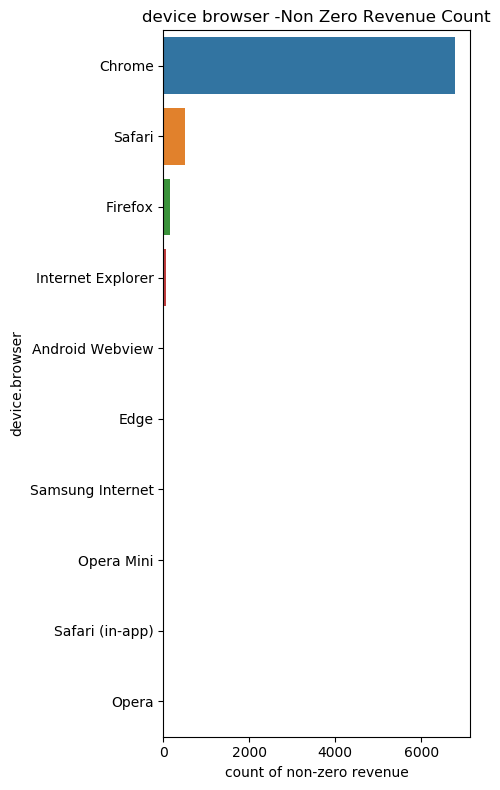 device browser -Non Zero Revenue Count
Chrome
Safari
Firefox
Internet Explorer
Android Webview
Edge
Samsung Internet
Opera Mini
Safari (in-app)
Opera
device.browser
0 2000 4000 6000
count of non-zero revenue